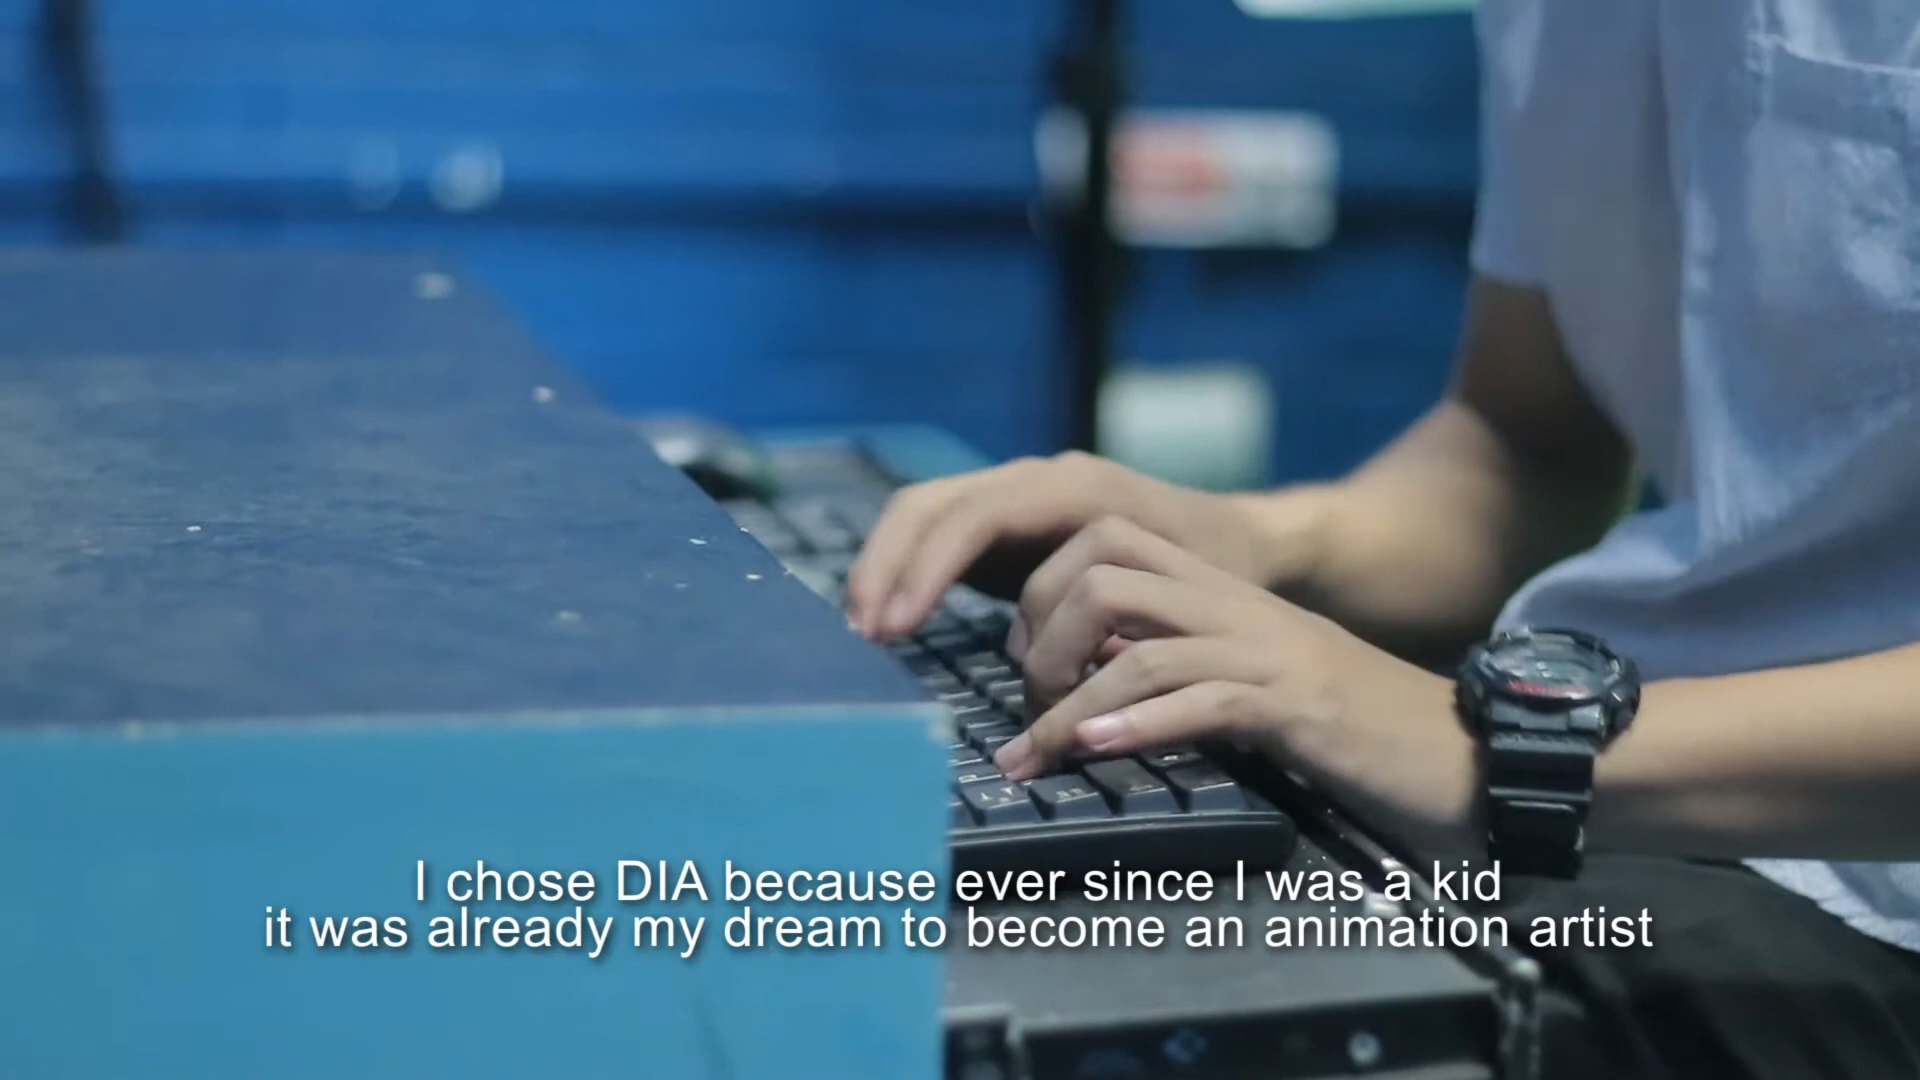 I chose DIA because ever since I was a kid
it was already my dream to become an animation artist